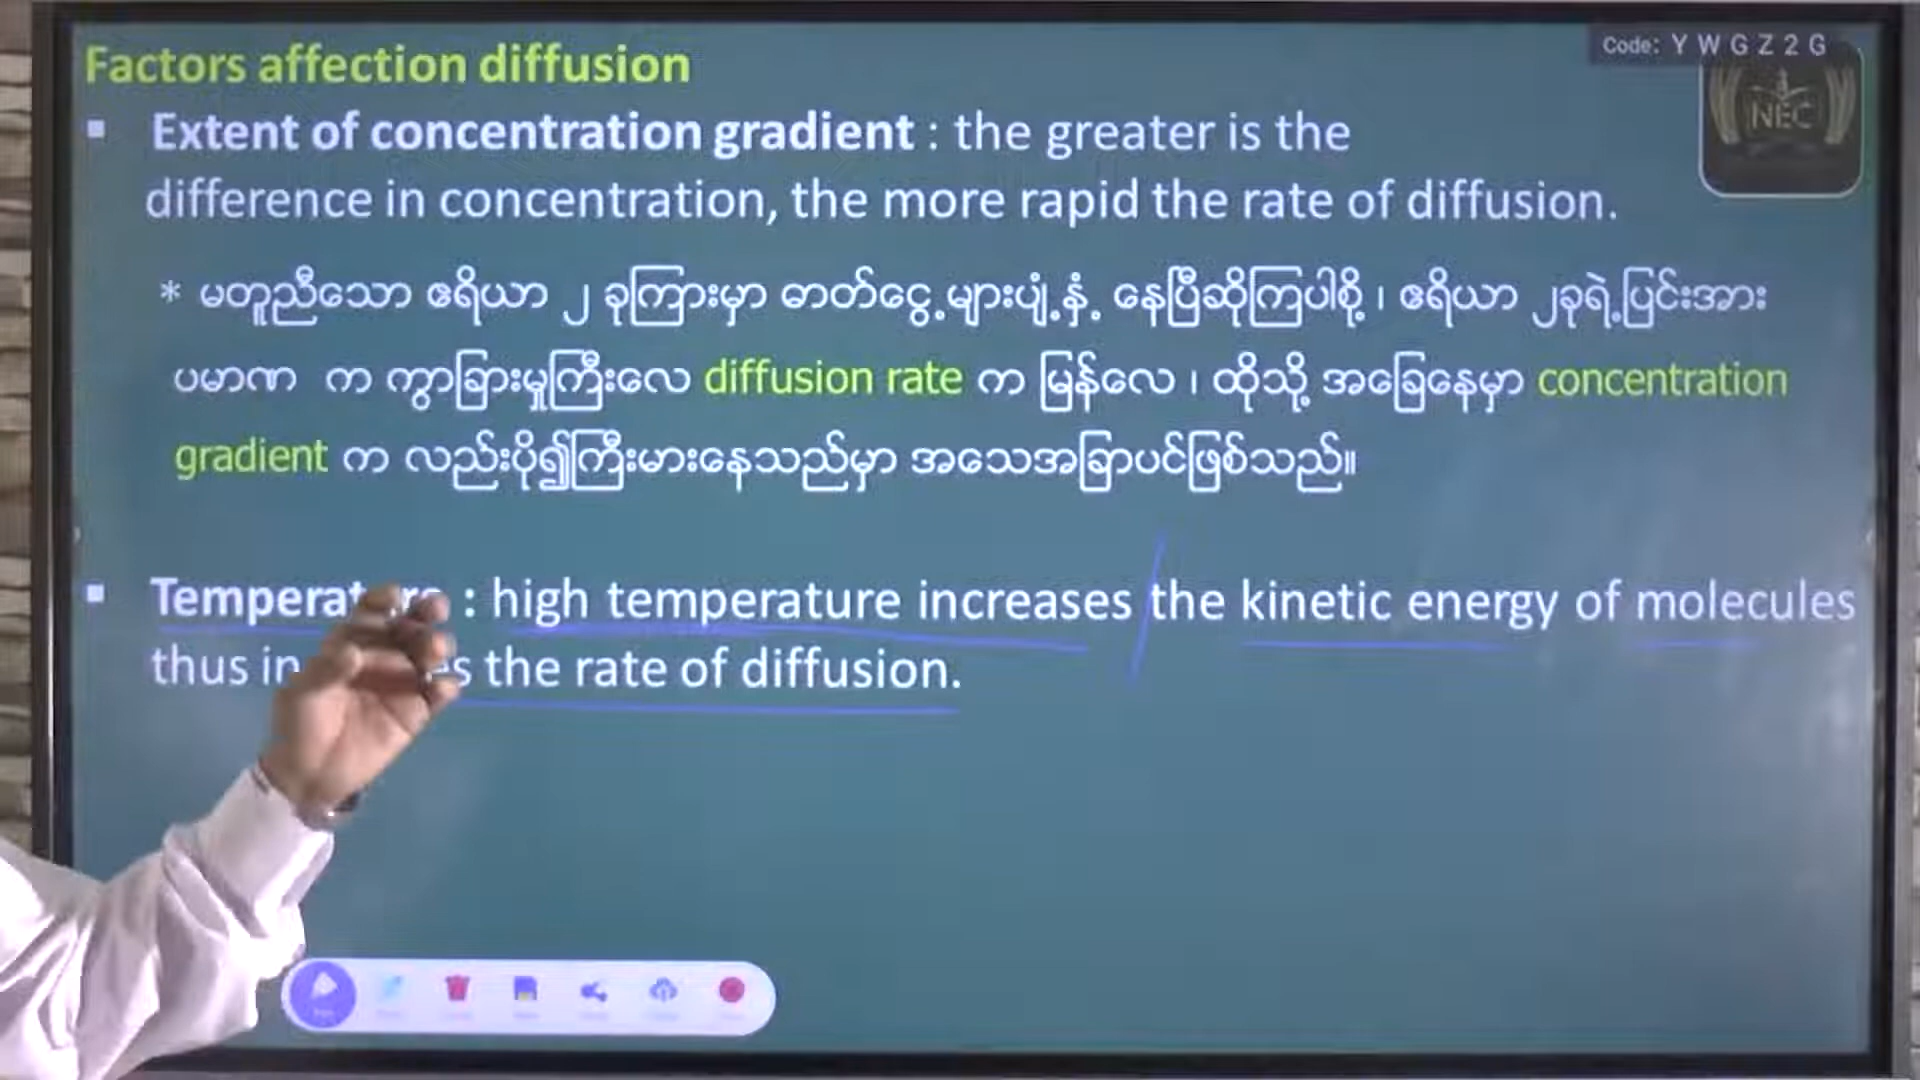 Code: Y W G Z 2 G
NEC
Factors affection diffusion
▪ Extent of concentration gradient : the greater is the
difference in concentration, the more rapid the rate of diffusion.
* မတူညီသော ဧရိယာ ၂ ခုကြားမှာ ဓာတ်ငွေ့များပျံ့နှံ့ နေပြီဆိုကြပါစို့ ၊ ဧရိယာ ၂ခုရဲ့ပြင်းအား
ပမာဏ က ကွာခြားမှုကြီးလေ diffusion rate က မြန်လေ ၊ ထိုသို့ အခြေနေမှာ concentration
gradient က လည်းပို၍ကြီးမားနေသည်မှာ အသေအခြာပင်ဖြစ်သည်။
▪ Temperature : high temperature increases the kinetic energy of molecules
thus the rate of diffusion.